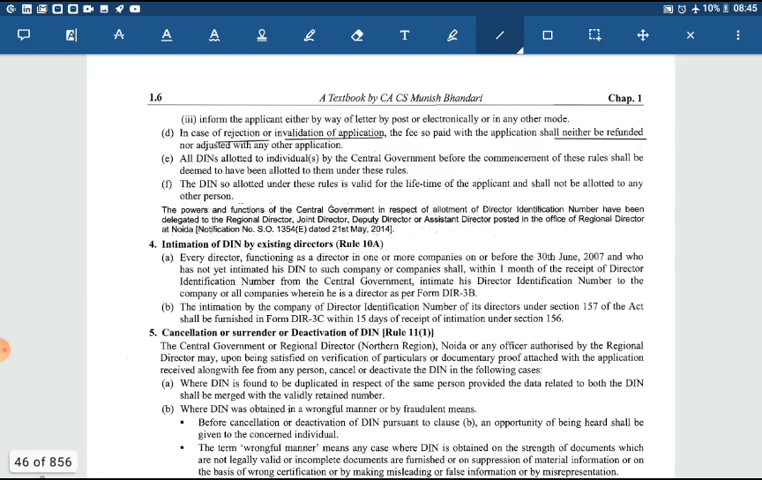 10% 08:45
T
1.6 A Textbook by CA CS Munish Bhandari Chap. 1
(iii) inform the applicant either by way of letter by post or electronically or in any other mode.
(d) In case of rejection or invalidation of application, the fee so paid with the application shall neither be refunded
nor adjusted with any other application.
(e) All DINs allotted to individual(s) by the Central Government before the commencement of these rules shall be
deemed to have been allotted to them under these rules.
(f) The DIN so allotted under these rules is valid for the life-time of the applicant and shall not be allotted to any
other person.
The powers and functions of the Central Government in respect of allotment of Director Identification Number have been
delegated to the Regional Director, Joint Director, Deputy Director or Assistant Director posted in the office of Regional Director
at Noida [Notification No. S.O. 1354(E) dated 21st May, 2014].
4. Intimation of DIN by existing directors (Rule 10A)
(a) Every director, functioning as a director in one or more companies on or before the 30th June, 2007 and who
has not yet intimated his DIN to such company or companies shall, within 1 month of the receipt of Director
Identification Number from the Central Government, intimate his Director Identification Number to the
company or all companies wherein he is a director as per Form DIR-3B.
(b) The intimation by the company of Director Identification Number of its directors under section 157 of the Act
shall be furnished in Form DIR-3C within 15 days of receipt of intimation under section 156.
5. Cancellation or surrender or Deactivation of DIN [Rule 11(1)]
The Central Government or Regional Director (Northern Region), Noida or any officer authorised by the Regional
Director may, upon being satisfied on verification of particulars or documentary proof attached with the application
received alongwith fee from any person, cancel or deactivate the DIN in the following cases:
(a) Where DIN is found to be duplicated in respect of the same person provided the data related to both the DIN
shall be merged with the validly retained number.
(b) Where DIN was obtained in a wrongful manner or by fraudulent means.
• Before cancellation or deactivation of DIN pursuant to clause (b), an opportunity of being heard shall be
given to the concerned individual.
• The term 'wrongful manner' means any case where DIN is obtained on the strength of documents which
are not legally valid or incomplete documents are furnished or on suppression of material information or on
the basis of wrong certification or by making misleading or false information or by misrepresentation.
46 of 856